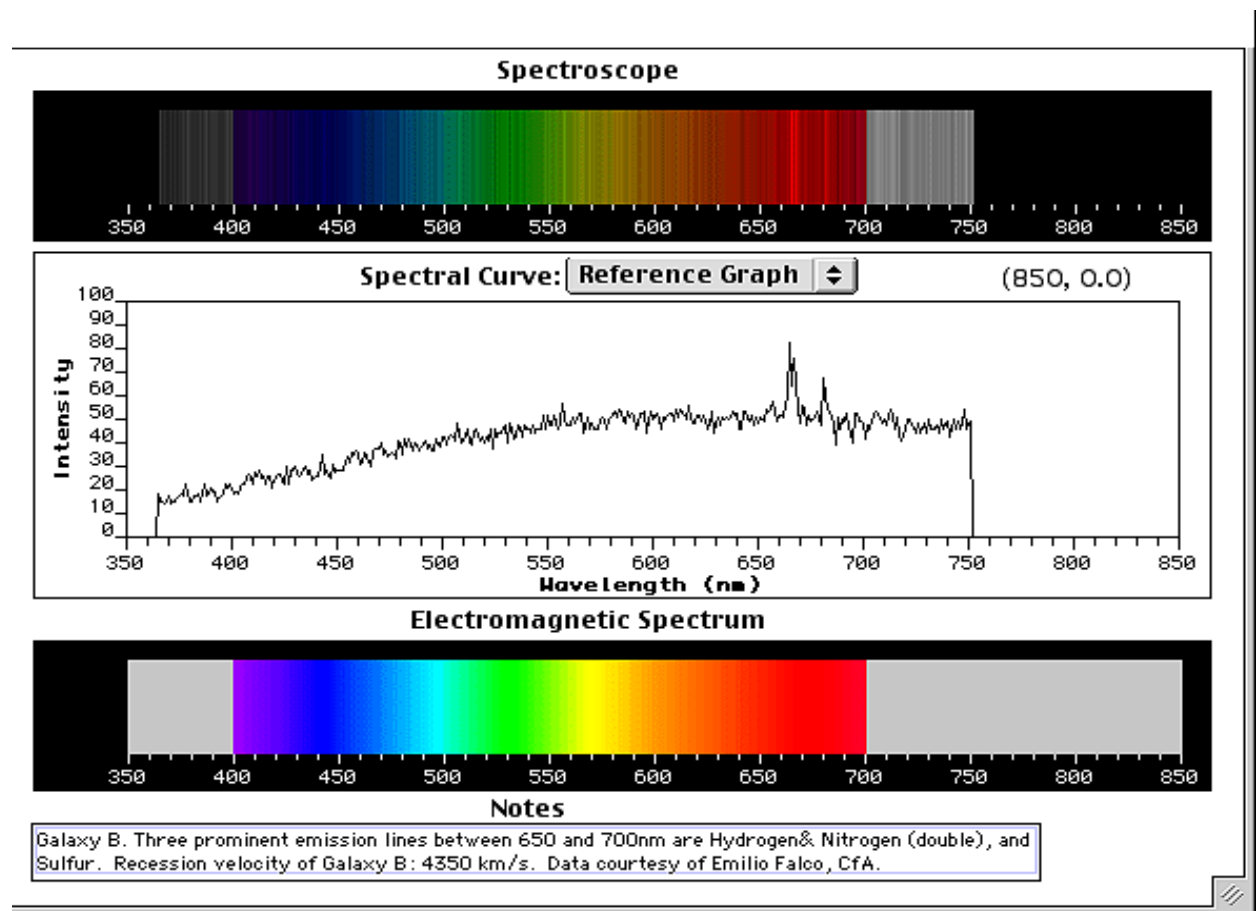 Spectroscope
350 400 450 500 550 600 650 700 750 800 850
Spectral Curve: Reference Graph (850, 0.0)
100
90
80
70
60
50
40
30
20
10
0
Intensity
350 400 450 500 550 600 650 700 750 800 850
Wavelength (nm)
Electromagnetic Spectrum
350 400 450 500 550 600 650 700 750 800 850
Notes
Galaxy B. Three prominent emission lines between 650 and 700nm are Hydrogen& Nitrogen (double), and
Sulfur. Recession velocity of Galaxy B: 4350 km/s. Data courtesy of Emilio Falco, CfA.